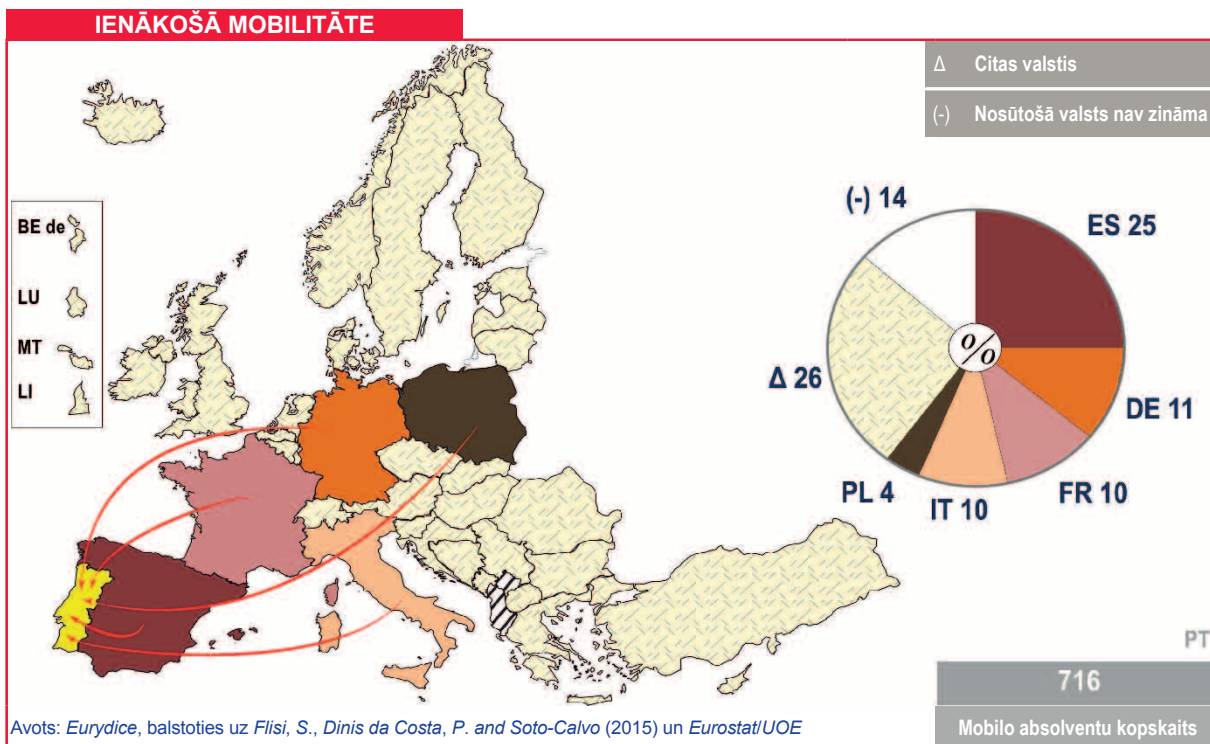 IENĀKOŠĀ MOBILITĀTE
Δ Citas valstis
(-) Nosūtošā valsts nav zināma
BE de
LU
MT
LI
(-) 14
ES 25
%
Δ 26
DE 11
PL 4
IT 10
FR 10
PT
716
Mobilo absolventu kopskaits
Avots: Eurydice, balstoties uz Flisi, S., Dinis da Costa, P. and Soto-Calvo (2015) un Eurostat/UOE